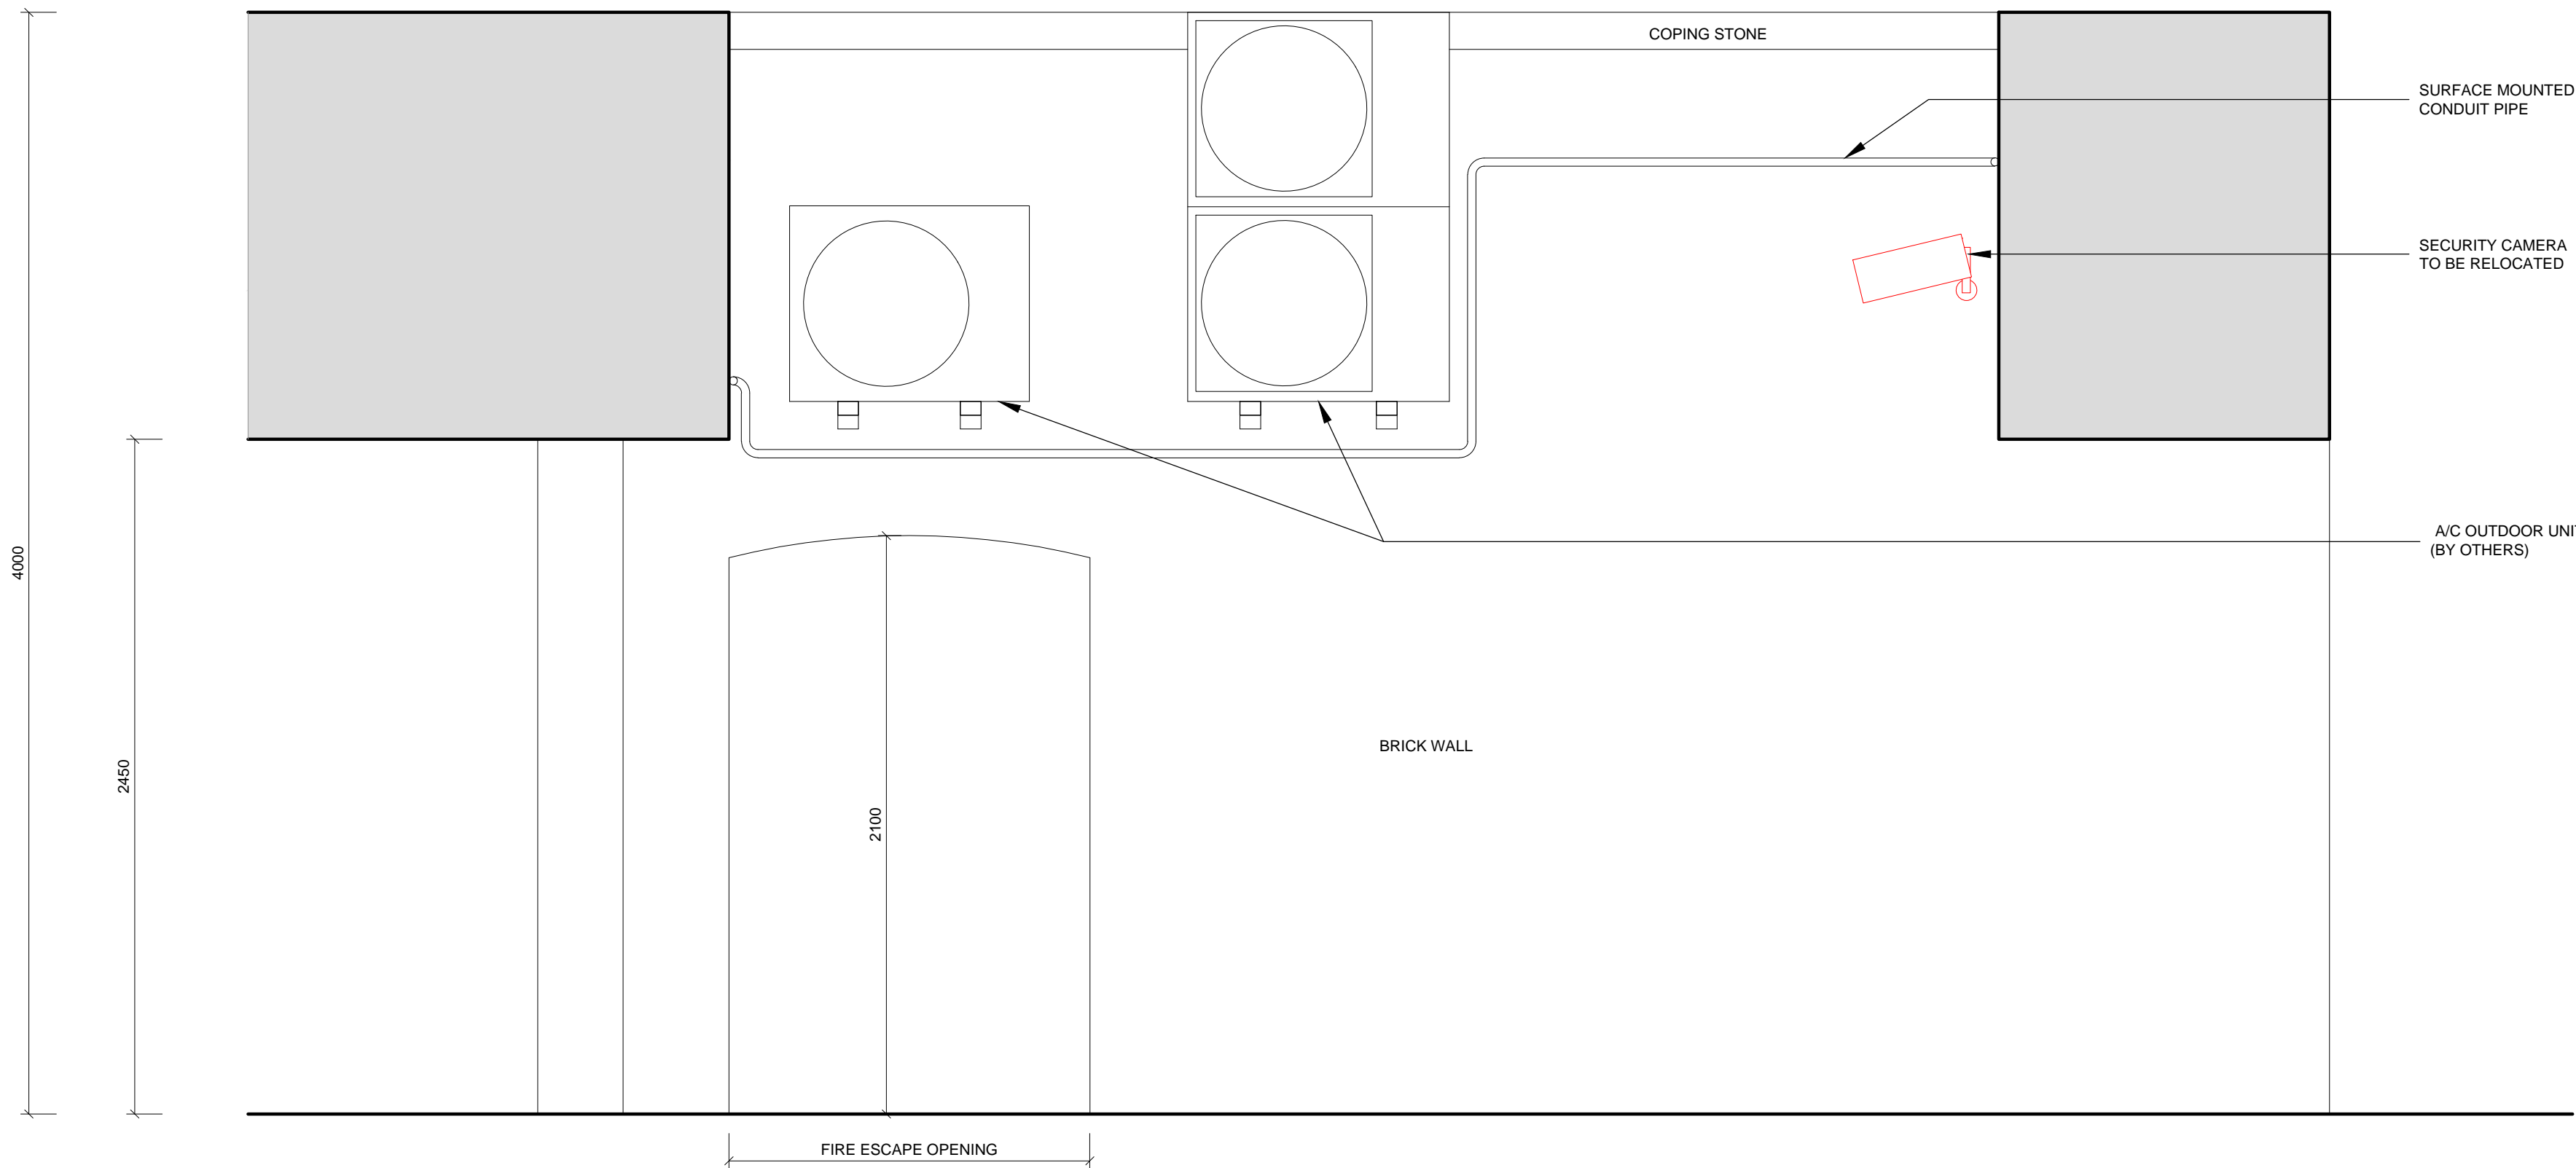 COPING STONE
SURFACE MOUNTED
CONDUIT PIPE
SECURITY CAMERA
TO BE RELOCATED
A/C OUTDOOR UNI
(BY OTHERS)
4000
2450
2100
BRICK WALL
FIRE ESCAPE OPENING